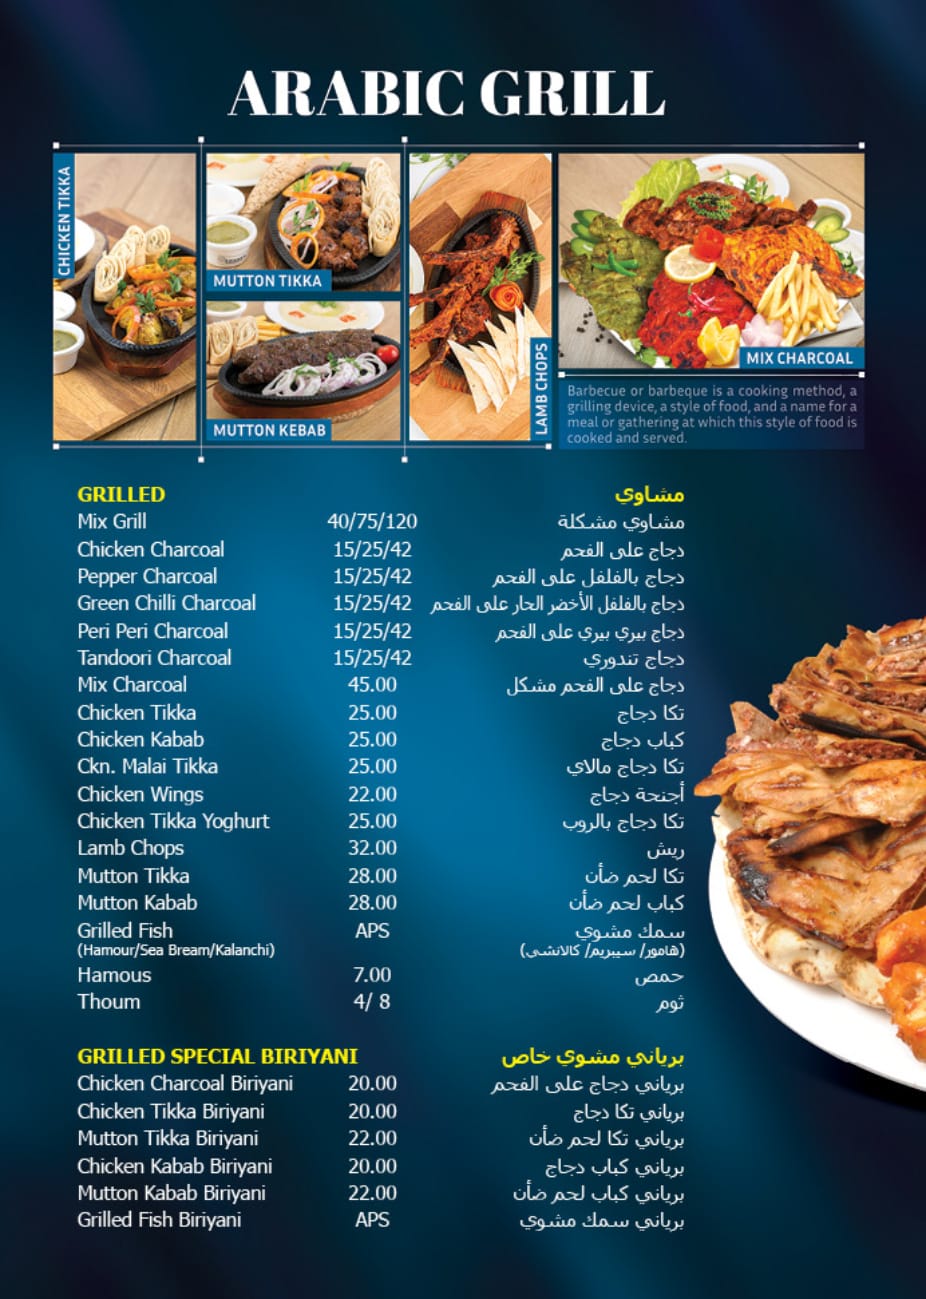 ARABIC GRILL
CHICKEN TIKKA
MUTTON TIKKA
MUTTON KEBAB
LAMB CHOPS
MIX CHARCOAL
Barbecue or barbeque is a cooking method, a
grilling device, a style of food, and a name for a
meal or gathering at which this style of food is
cooked and served.
GRILLED مشاوي
Mix Grill 40/75/120 مشاوي مشكلة
Chicken Charcoal 15/25/42 دجاج على الفحم
Pepper Charcoal 15/25/42 دجاج بالفلفل على الفحم
Green Chilli Charcoal 15/25/42 دجاج بالفلفل الأخضر الحار على الفحم
Peri Peri Charcoal 15/25/42 دجاج بيري بيري على الفحم
Tandoori Charcoal 15/25/42 دجاج تندوري
Mix Charcoal 45.00 دجاج على الفحم مشكل
Chicken Tikka 25.00 تكا دجاج
Chicken Kabab 25.00 كباب دجاج
Ckn. Malai Tikka 25.00 تكا دجاج مالاي
Chicken Wings 22.00 أجنحة دجاج
Chicken Tikka Yoghurt 25.00 تكا دجاج بالروب
Lamb Chops 32.00 ريش
Mutton Tikka 28.00 تكا لحم ضأن
Mutton Kabab 28.00 كباب لحم ضأن
Grilled Fish APS سمك مشوي
(Hamour/Sea Bream/Kalanchi) (هامور/ سيبريم/ كالانشي)
Hamous 7.00 حمص
Thoum 4/ 8 ثوم
GRILLED SPECIAL BIRIYANI برياني مشوي خاص
Chicken Charcoal Biriyani 20.00 برياني دجاج على الفحم
Chicken Tikka Biriyani 20.00 برياني تكا دجاج
Mutton Tikka Biriyani 22.00 برياني تكا لحم ضأن
Chicken Kabab Biriyani 20.00 برياني كباب دجاج
Mutton Kabab Biriyani 22.00 برياني كباب لحم ضأن
Grilled Fish Biriyani APS برياني سمك مشوي